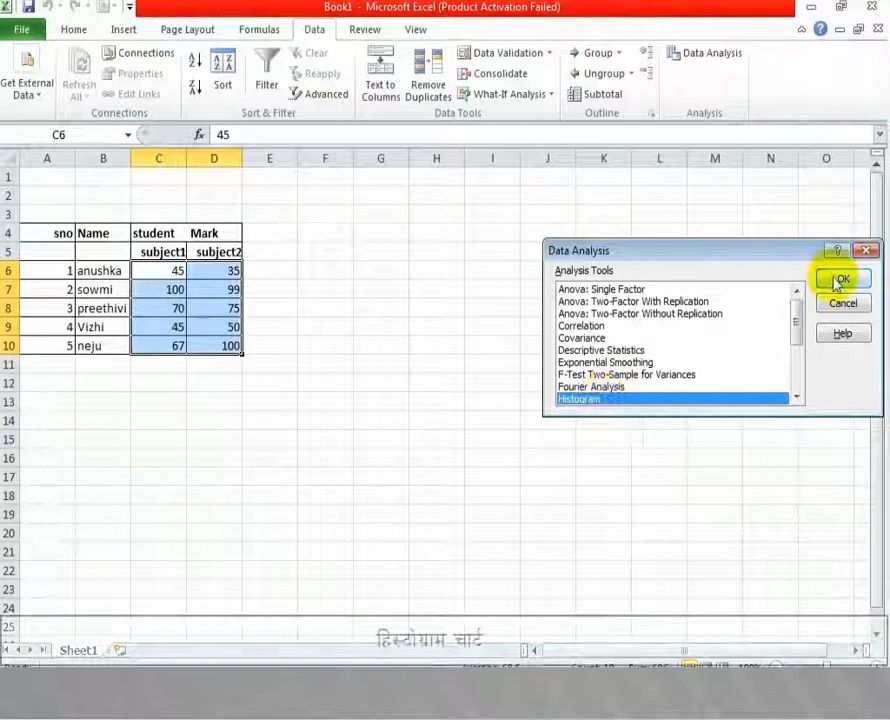 Book1 - Microsoft Excel (Product Activation Failed)
File Home Insert Page Layout Formulas Data Review View
Get External Data
Refresh All
Connections
Properties
Edit Links
Connections
Sort
Filter
Clear
Reapply
Advanced
Sort & Filter
Text to Columns
Remove Duplicates
Data Validation
Consolidate
What-If Analysis
Data Tools
Group
Ungroup
Subtotal
Outline
Data Analysis
Analysis
C6 fx 45
A B C D E F G H I J K L M N O
1
2
3
4 sno Name student Mark
5 subject1 subject2
6 1 anushka 45 35
7 2 sowmi 100 99
8 3 preethivi 70 75
9 4 Vizhi 45 50
10 5 neju 67 100
11
12
13
14
15
16
17
18
19
20
21
22
23
24
25
Data Analysis
Analysis Tools
Anova: Single Factor
Anova: Two-Factor With Replication
Anova: Two-Factor Without Replication
Correlation
Covariance
Descriptive Statistics
Exponential Smoothing
F-Test Two-Sample for Variances
Fourier Analysis
Histogram
OK
Cancel
Help
हिस्टोग्राम चार्ट
Sheet1